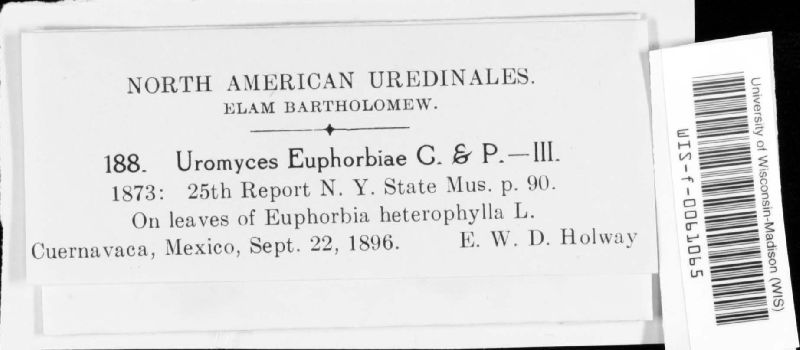 NORTH AMERICAN UREDINALES.
ELAM BARTHOLOMEW.
188. Uromyces Euphorbiae C. & P.—III.
1873: 25th Report N. Y. State Mus. p. 90.
On leaves of Euphorbia heterophylla L.
Cuernavaca, Mexico, Sept. 22, 1896. E. W. D. Holway
University of Wisconsin-Madison (WIS)
WIS-f-0061065